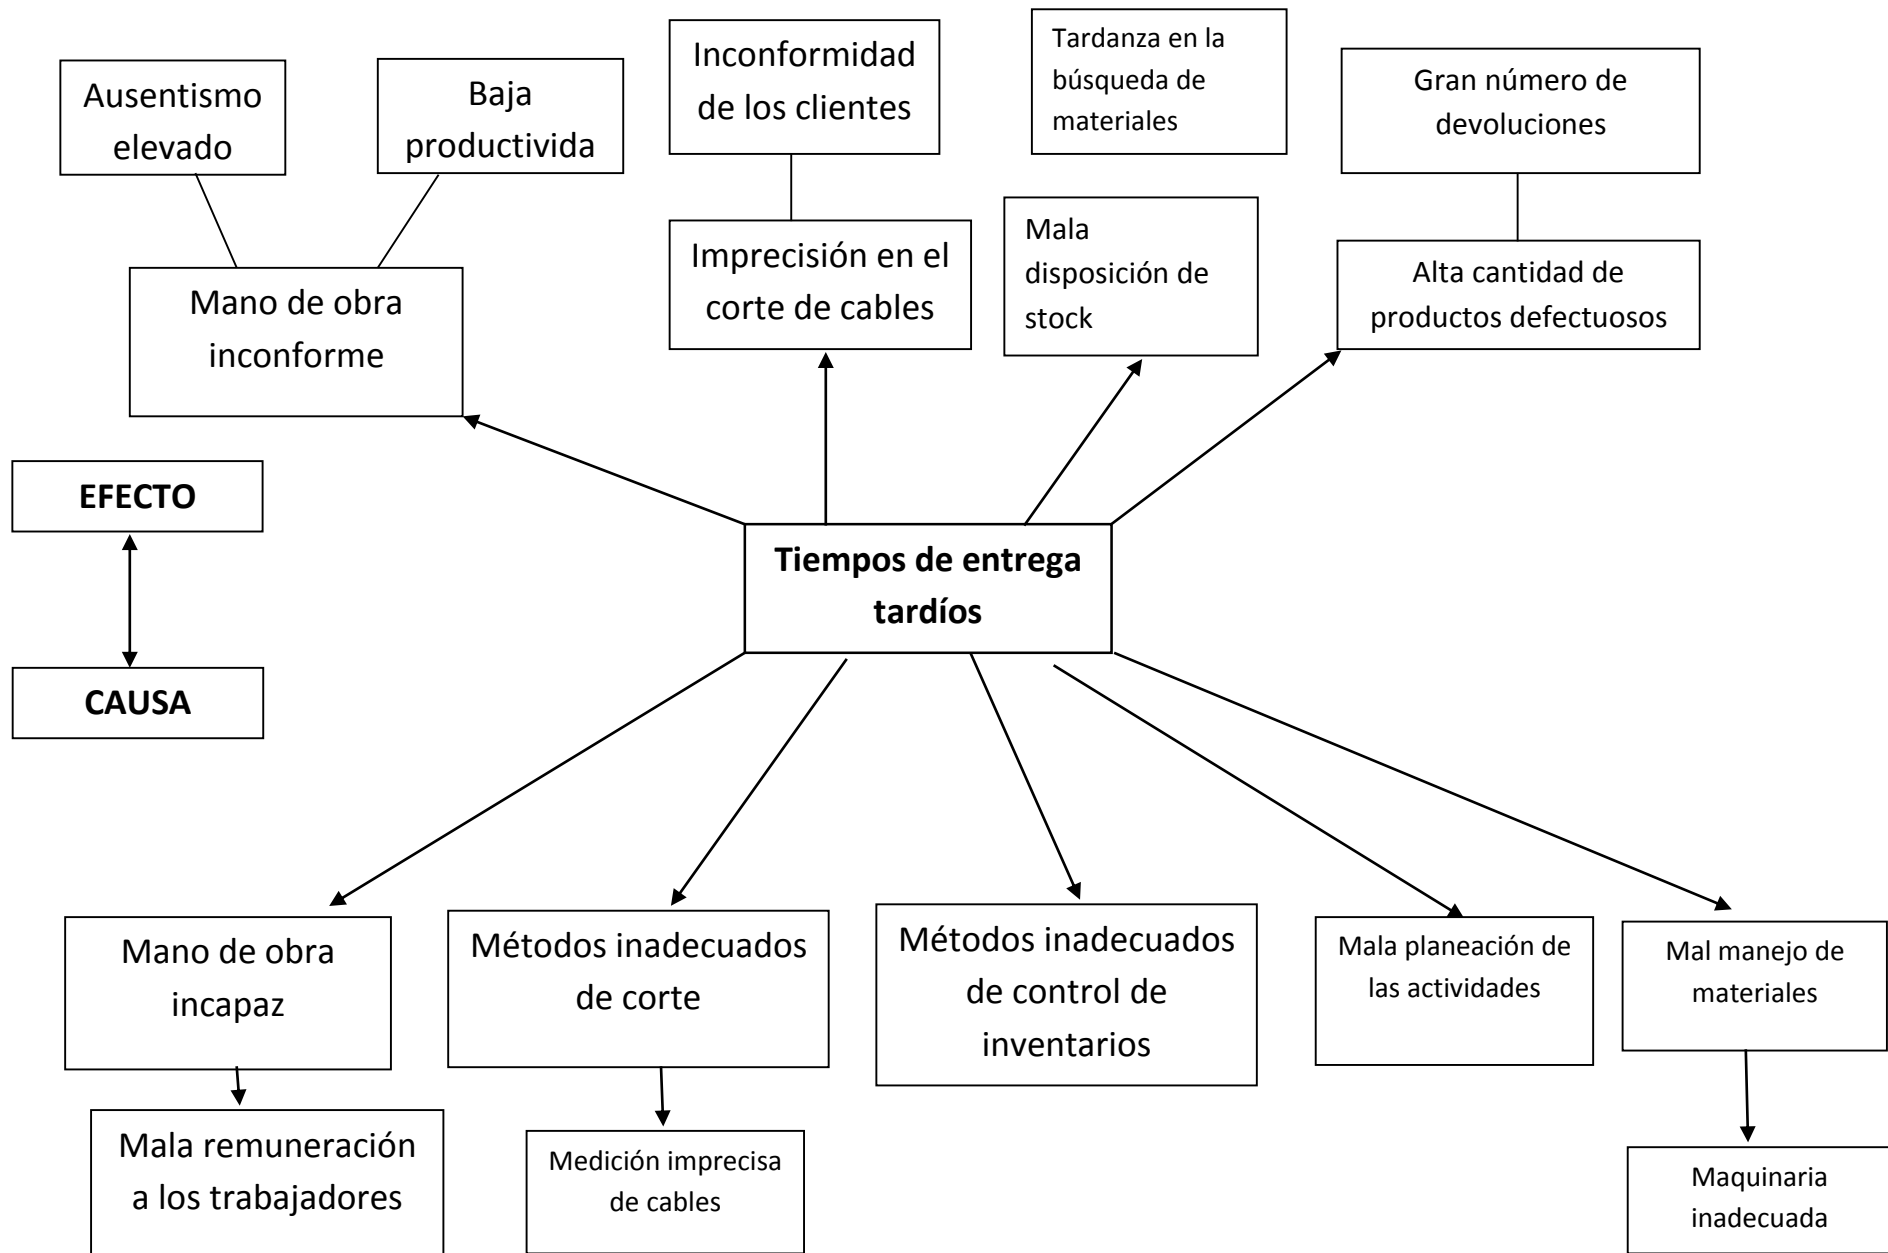 Ausentismo
elevado
Baja
productivida
Inconformidad
de los clientes
Tardanza en la
búsqueda de
materiales
Gran número de
devoluciones
Mano de obra
inconforme
Imprecisión en el
corte de cables
Mala
disposición de
stock
Alta cantidad de
productos defectuosos
EFECTO
CAUSA
Tiempos de entrega
tardíos
Mano de obra
incapaz
Métodos inadecuados
de corte
Métodos inadecuados
de control de
inventarios
Mala planeación de
las actividades
Mal manejo de
materiales
Mala remuneración
a los trabajadores
Medición imprecisa
de cables
Maquinaria
inadecuada